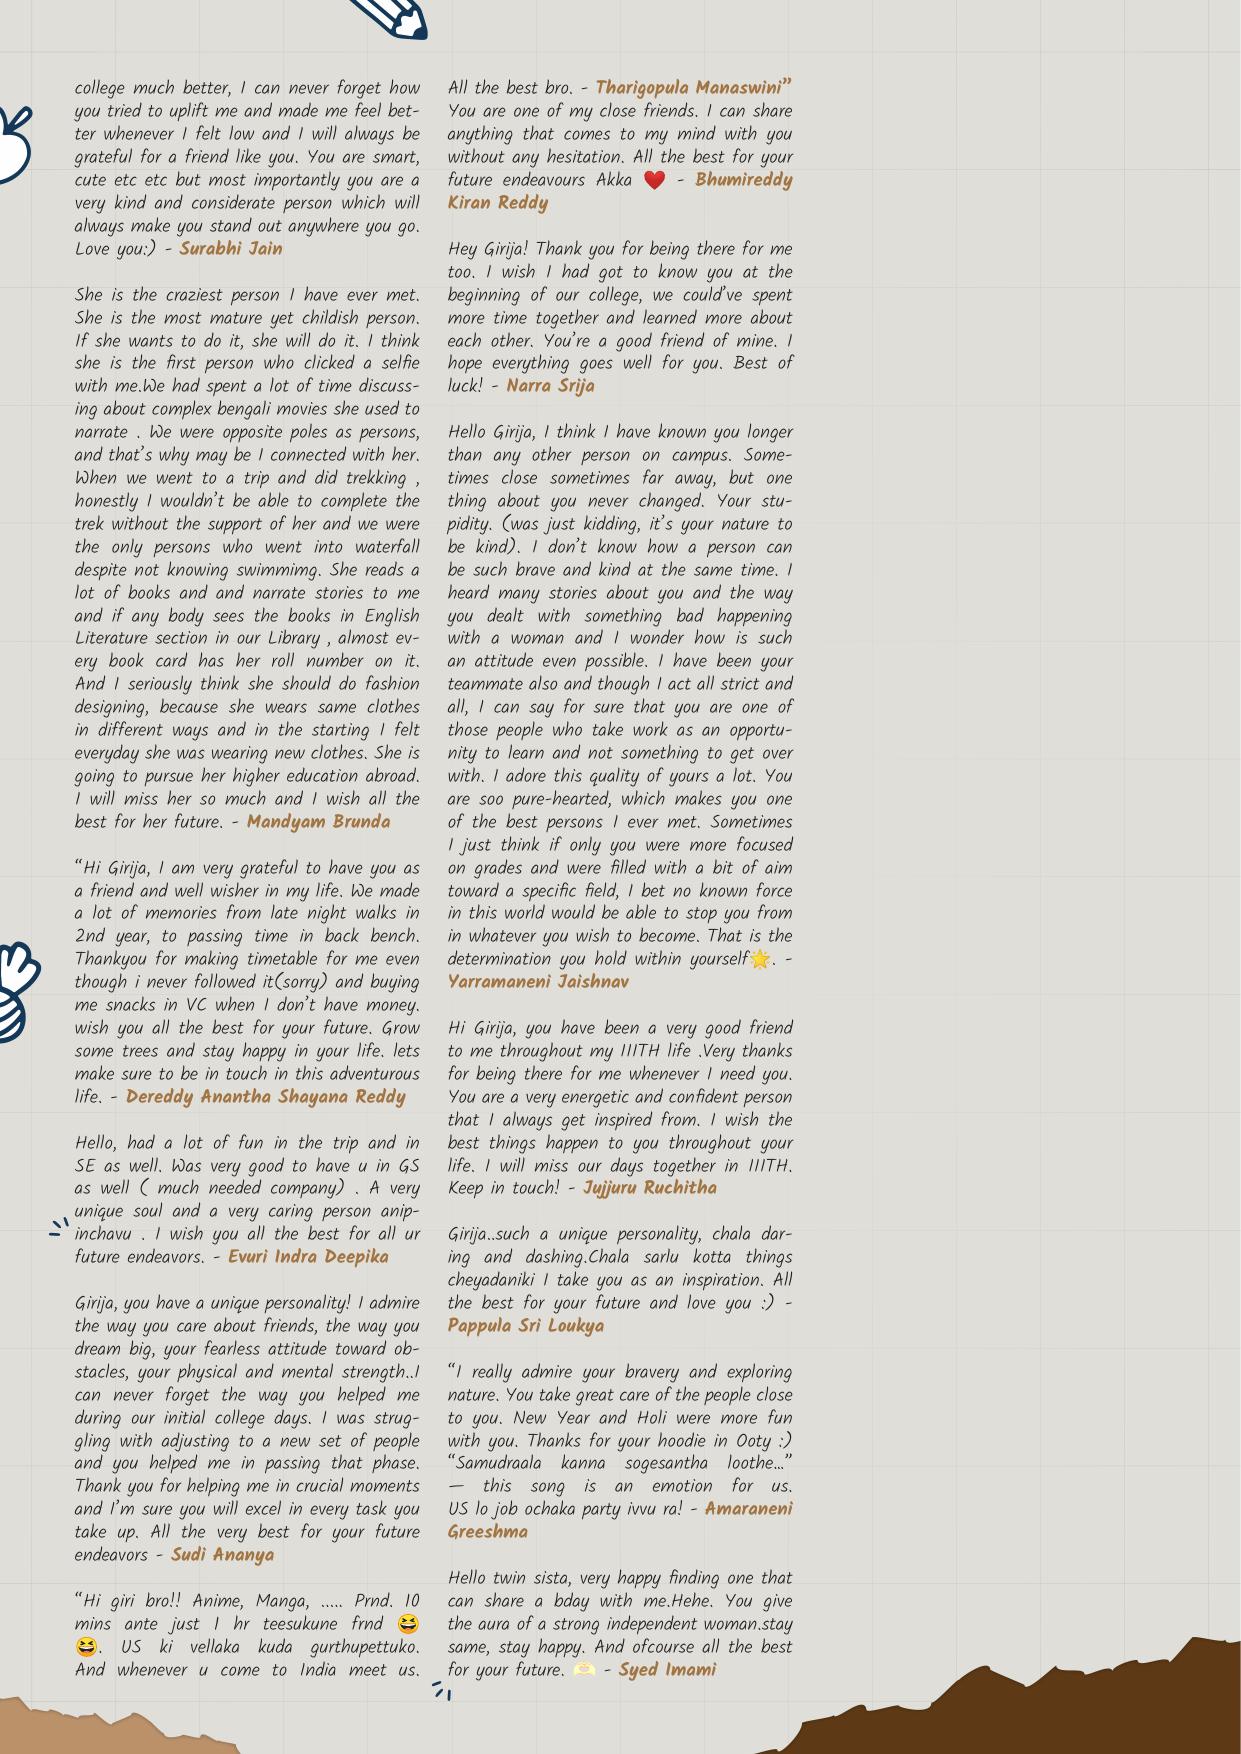 college much better, I can never forget how
you tried to uplift me and made me feel bet-
ter whenever I felt low and I will always be
grateful for a friend like you. You are smart,
cute etc etc but most importantly you are a
very kind and considerate person which will
always make you stand out anywhere you go.
Love you:) - Surabhi Jain

She is the craziest person I have ever met.
She is the most mature yet childish person.
If she wants to do it, she will do it. I think
she is the first person who clicked a selfie
with me.We had spent a lot of time discuss-
ing about complex bengali movies she used to
narrate . We were opposite poles as persons,
and that's why may be I connected with her.
When we went to a trip and did trekking ,
honestly I wouldn't be able to complete the
trek without the support of her and we were
the only persons who went into waterfall
despite not knowing swimmimg. She reads a
lot of books and and narrate stories to me
and if any body sees the books in English
Literature section in our Library , almost ev-
ery book card has her roll number on it.
And I seriously think she should do fashion
designing, because she wears same clothes
in different ways and in the starting I felt
everyday she was wearing new clothes. She is
going to pursue her higher education abroad.
I will miss her so much and I wish all the
best for her future. - Mandyam Brunda

“Hi Girija, I am very grateful to have you as
a friend and well wisher in my life. We made
a lot of memories from late night walks in
2nd year, to passing time in back bench.
Thankyou for making timetable for me even
though i never followed it(sorry) and buying
me snacks in VC when I don't have money.
wish you all the best for your future. Grow
some trees and stay happy in your life. lets
make sure to be in touch in this adventurous
life. - Dereddy Anantha Shayana Reddy

Hello, had a lot of fun in the trip and in
SE as well. Was very good to have u in GS
as well ( much needed company) . A very
unique soul and a very caring person anip-
inchavu . I wish you all the best for all ur
future endeavors. - Evuri Indra Deepika

Girija, you have a unique personality! I admire
the way you care about friends, the way you
dream big, your fearless attitude toward ob-
stacles, your physical and mental strength..I
can never forget the way you helped me
during our initial college days. I was strug-
gling with adjusting to a new set of people
and you helped me in passing that phase.
Thank you for helping me in crucial moments
and I'm sure you will excel in every task you
take up. All the very best for your future
endeavors - Sudi Ananya

“Hi giri bro!! Anime, Manga, ..... Prnd. 10
mins ante just 1 hr teesukune frnd 😆
😆. US ki vellaka kuda gurthupettuko.
And whenever u come to India meet us.
All the best bro. - Tharigopula Manaswini”
You are one of my close friends. I can share
anything that comes to my mind with you
without any hesitation. All the best for your
future endeavours Akka ❤️ - Bhumireddy
Kiran Reddy

Hey Girija! Thank you for being there for me
too. I wish I had got to know you at the
beginning of our college, we could've spent
more time together and learned more about
each other. You're a good friend of mine. I
hope everything goes well for you. Best of
luck! - Narra Srija

Hello Girija, I think I have known you longer
than any other person on campus. Some-
times close sometimes far away, but one
thing about you never changed. Your stu-
pidity. (was just kidding, it's your nature to
be kind). I don't know how a person can
be such brave and kind at the same time. I
heard many stories about you and the way
you dealt with something bad happening
with a woman and I wonder how is such
an attitude even possible. I have been your
teammate also and though I act all strict and
all, I can say for sure that you are one of
those people who take work as an opportu-
nity to learn and not something to get over
with. I adore this quality of yours a lot. You
are soo pure-hearted, which makes you one
of the best persons I ever met. Sometimes
I just think if only you were more focused
on grades and were filled with a bit of aim
toward a specific field, I bet no known force
in this world would be able to stop you from
in whatever you wish to become. That is the
determination you hold within yourself🌟. -
Yarramaneni Jaishnav

Hi Girija, you have been a very good friend
to me throughout my IIITH life .Very thanks
for being there for me whenever I need you.
You are a very energetic and confident person
that I always get inspired from. I wish the
best things happen to you throughout your
life. I will miss our days together in IIITH.
Keep in touch! - Jujjuru Ruchitha

Girija..such a unique personality, chala dar-
ing and dashing.Chala sarlu kotta things
cheyadaniki I take you as an inspiration. All
the best for your future and love you :) -
Pappula Sri Loukya

“I really admire your bravery and exploring
nature. You take great care of the people close
to you. New Year and Holi were more fun
with you. Thanks for your hoodie in Ooty :)
“Samudraala kanna sogesantha loothe...”
— this song is an emotion for us.
US lo job ochaka party ivvu ra! - Amaraneni
Greeshma

Hello twin sista, very happy finding one that
can share a bday with me.Hehe. You give
the aura of a strong independent woman.stay
same, stay happy. And ofcourse all the best
for your future. 🫶 - Syed Imami